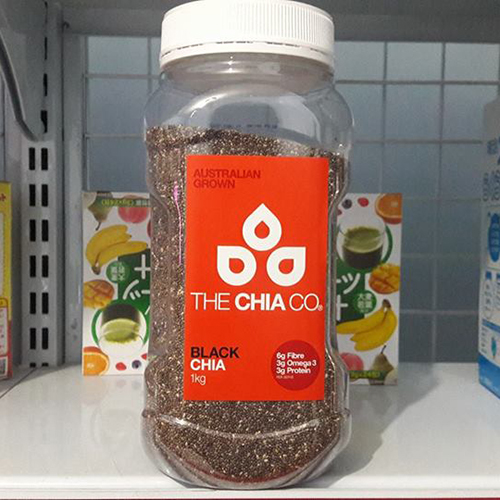 AUSTRALIAN
GROWN
THE CHIA CO®
BLACK
CHIA
1kg
6g Fibre
3g Omega 3
3g Protein